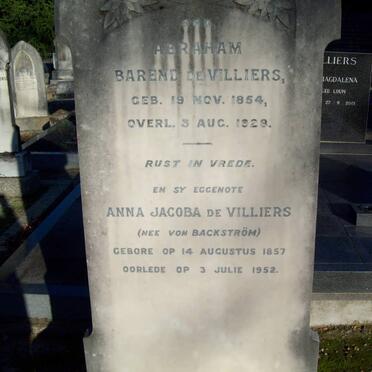 ABRAHAM
BAREND DE VILLIERS,
GEB. 19 NOV. 1854,
OVERL. 3 AUG. 1929.
RUST IN VREDE.
EN SY EGGENOTE
ANNA JACOBA DE VILLIERS
(NEE VON BACKSTRÖM)
GEBORE OP 14 AUGUSTUS 1857
OORLEDE OP 3 JULIE 1952.
LLIERS
AGDALENA